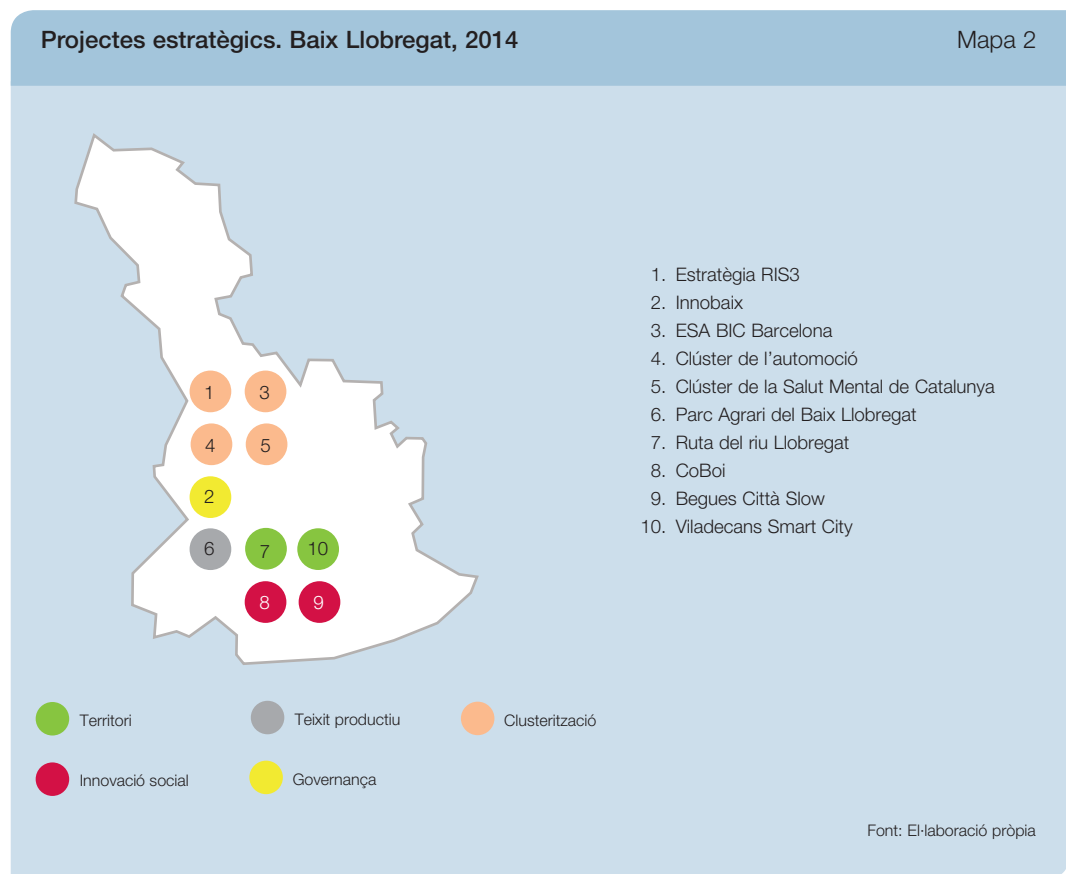 Projectes estratègics. Baix Llobregat, 2014
Mapa 2
1. Estratègia RIS3
2. Innobaix
3. ESA BIC Barcelona
4. Clúster de l'automoció
5. Clúster de la Salut Mental de Catalunya
6. Parc Agrari del Baix Llobregat
7. Ruta del riu Llobregat
8. CoBoi
9. Begues Città Slow
10. Viladecans Smart City
1 3
4 5
2
6 7 10
8 9
Territori
Teixit productiu
Clusterització
Innovació social
Governança
Font: El·laboració pròpia